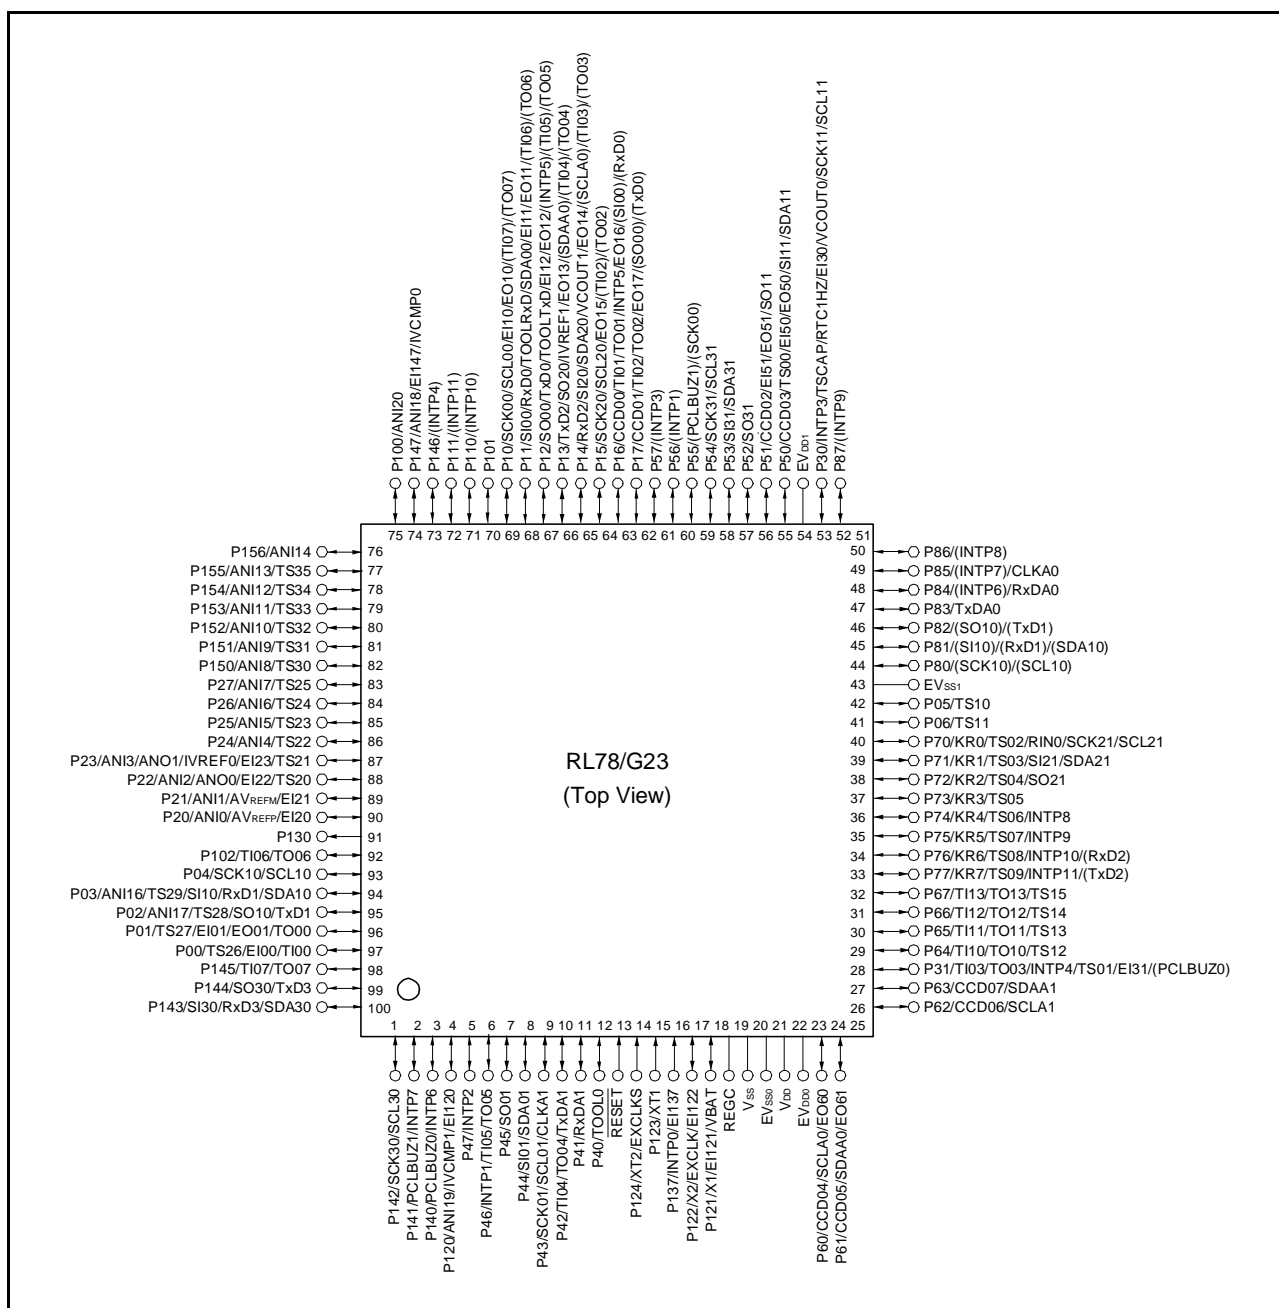 P100/ANI20
P147/ANI18/EI147/IVCMP0
P146/(INTP4)
P111/(INTP11)
P110/(INTP10)
P101
P10/SCK00/SCL00/EI10/EO10/(TI07)/(TO07)
P11/SI00/RxD0/TOOLRxD/SDA00/EI11/EO11/(TI06)/(TO06)
P12/SO00/TxD0/TOOLTxD/EI12/EO12/(INTP5)/(TI05)/(TO05)
P13/TxD2/SO20/IVREF1/EO13/(SDAA0)/(TI04)/(TO04)
P14/RxD2/SI20/SDA20/VCOUT1/EO14/(SCLA0)/(TI03)/(TO03)
P15/SCK20/SCL20/EO15/(TI02)/(TO02)
P16/CCD00/TI01/TO01/INTP5/EO16/(SI00)/(RxD0)
P17/CCD01/TI02/TO02/EO17/(SO00)/(TxD0)
P57/(INTP3)
P56/(INTP1)
P55/(PCLBUZ1)/(SCK00)
P54/SCK31/SCL31
P53/SI31/SDA31
P52/SO31
P51/CCD02/EI51/EO51/SO11
P50/CCD03/TS00/EI50/EO50/SI11/SDA11
EVDD1
P30/INTP3/TSCAP/RTC1HZ/EI30/VCOUT0/SCK11/SCL11
P87/(INTP9)
75 74 73 72 71 70 69 68 67 66 65 64 63 62 61 60 59 58 57 56 55 54 53 52 51
P156/ANI14 76
P155/ANI13/TS35 77
P154/ANI12/TS34 78
P153/ANI11/TS33 79
P152/ANI10/TS32 80
P151/ANI9/TS31 81
P150/ANI8/TS30 82
P27/ANI7/TS25 83
P26/ANI6/TS24 84
P25/ANI5/TS23 85
P24/ANI4/TS22 86
P23/ANI3/ANO1/IVREF0/EI23/TS21 87
P22/ANI2/ANO0/EI22/TS20 88
P21/ANI1/AVREFM/EI21 89
P20/ANI0/AVREFP/EI20 90
P130 91
P102/TI06/TO06 92
P04/SCK10/SCL10 93
P03/ANI16/TS29/SI10/RxD1/SDA10 94
P02/ANI17/TS28/SO10/TxD1 95
P01/TS27/EI01/EO01/TO00 96
P00/TS26/EI00/TI00 97
P145/TI07/TO07 98
P144/SO30/TxD3 99
P143/SI30/RxD3/SDA30 100
RL78/G23
(Top View)
50 P86/(INTP8)
49 P85/(INTP7)/CLKA0
48 P84/(INTP6)/RxDA0
47 P83/TxDA0
46 P82/(SO10)/(TxD1)
45 P81/(SI10)/(RxD1)/(SDA10)
44 P80/(SCK10)/(SCL10)
43 EVSS1
42 P05/TS10
41 P06/TS11
40 P70/KR0/TS02/RIN0/SCK21/SCL21
39 P71/KR1/TS03/SI21/SDA21
38 P72/KR2/TS04/SO21
37 P73/KR3/TS05
36 P74/KR4/TS06/INTP8
35 P75/KR5/TS07/INTP9
34 P76/KR6/TS08/INTP10/(RxD2)
33 P77/KR7/TS09/INTP11/(TxD2)
32 P67/TI13/TO13/TS15
31 P66/TI12/TO12/TS14
30 P65/TI11/TO11/TS13
29 P64/TI10/TO10/TS12
28 P31/TI03/TO03/INTP4/TS01/EI31/(PCLBUZ0)
27 P63/CCD07/SDAA1
26 P62/CCD06/SCLA1
1 2 3 4 5 6 7 8 9 10 11 12 13 14 15 16 17 18 19 20 21 22 23 24 25
P142/SCK30/SCL30
P141/PCLBUZ1/INTP7
P140/PCLBUZ0/INTP6
P120/ANI19/IVCMP1/EI120
P47/INTP2
P46/INTP1/TI05/TO05
P45/SO01
P44/SI01/SDA01
P43/SCK01/SCL01/CLKA1
P42/TI04/TO04/TxDA1
P41/RxDA1
P40/TOOL0
RESET
P124/XT2/EXCLKS
P123/XT1
P137/INTP0/EI137
P122/X2/EXCLK/EI122
P121/X1/EI121/VBAT
REGC
VSS
EVSS0
VDD
EVDD0
P60/CCD04/SCLA0/EO60
P61/CCD05/SDAA0/EO61